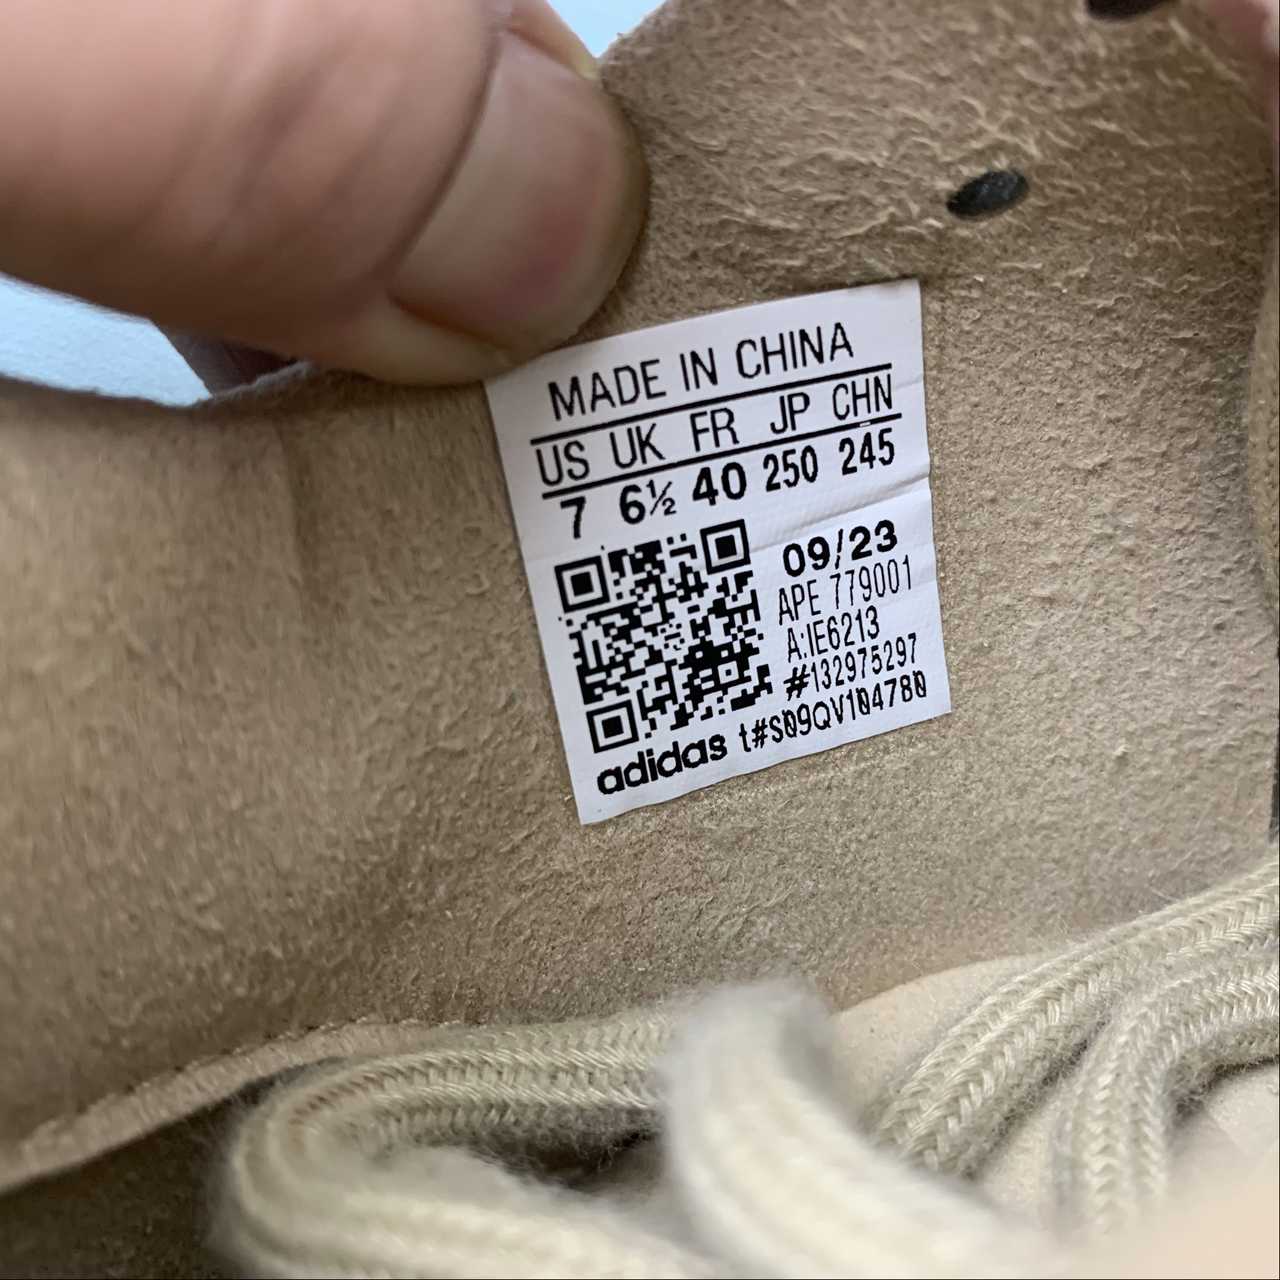 MADE IN CHINA
US UK FR JP CHN
7 6½ 40 250 245
09/23
APE 779001
A:IE6213
#132975297
adidas t#S09QV104780